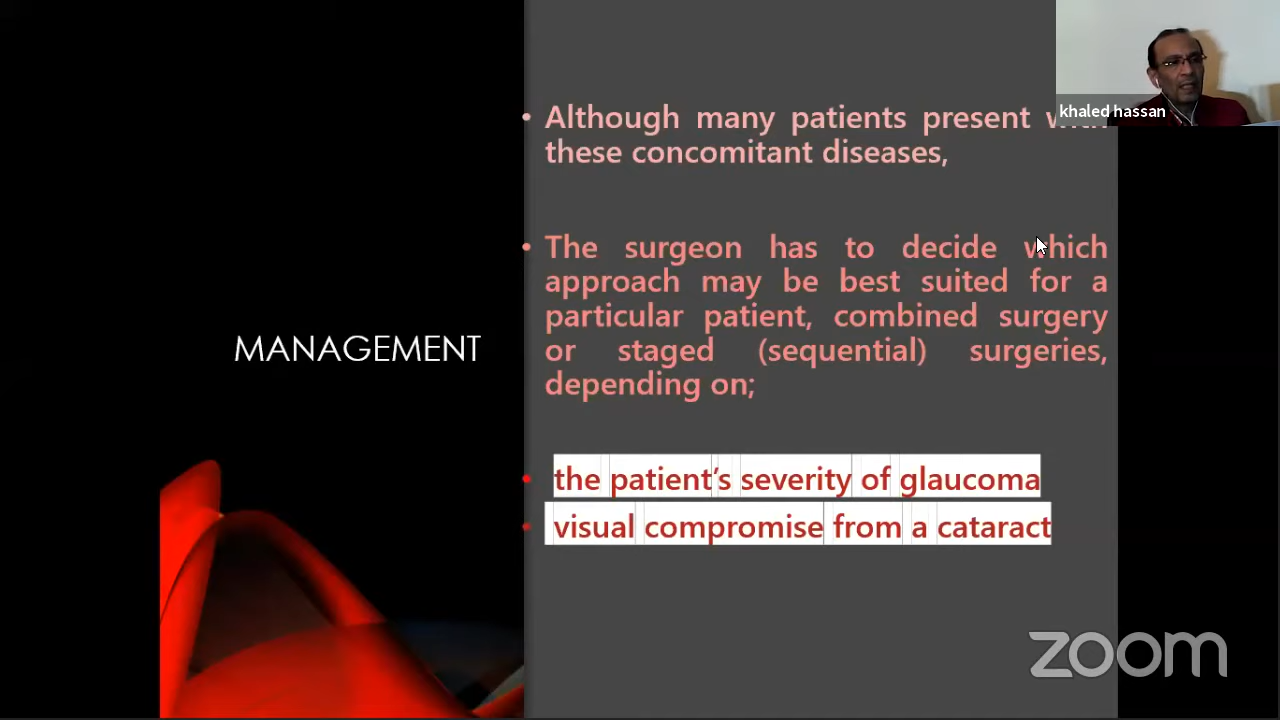 khaled hassan
• Although many patients present with
these concomitant diseases,
• The surgeon has to decide which
approach may be best suited for a
particular patient, combined surgery
or staged (sequential) surgeries,
depending on;
MANAGEMENT
• the patient's severity of glaucoma
• visual compromise from a cataract
zoom